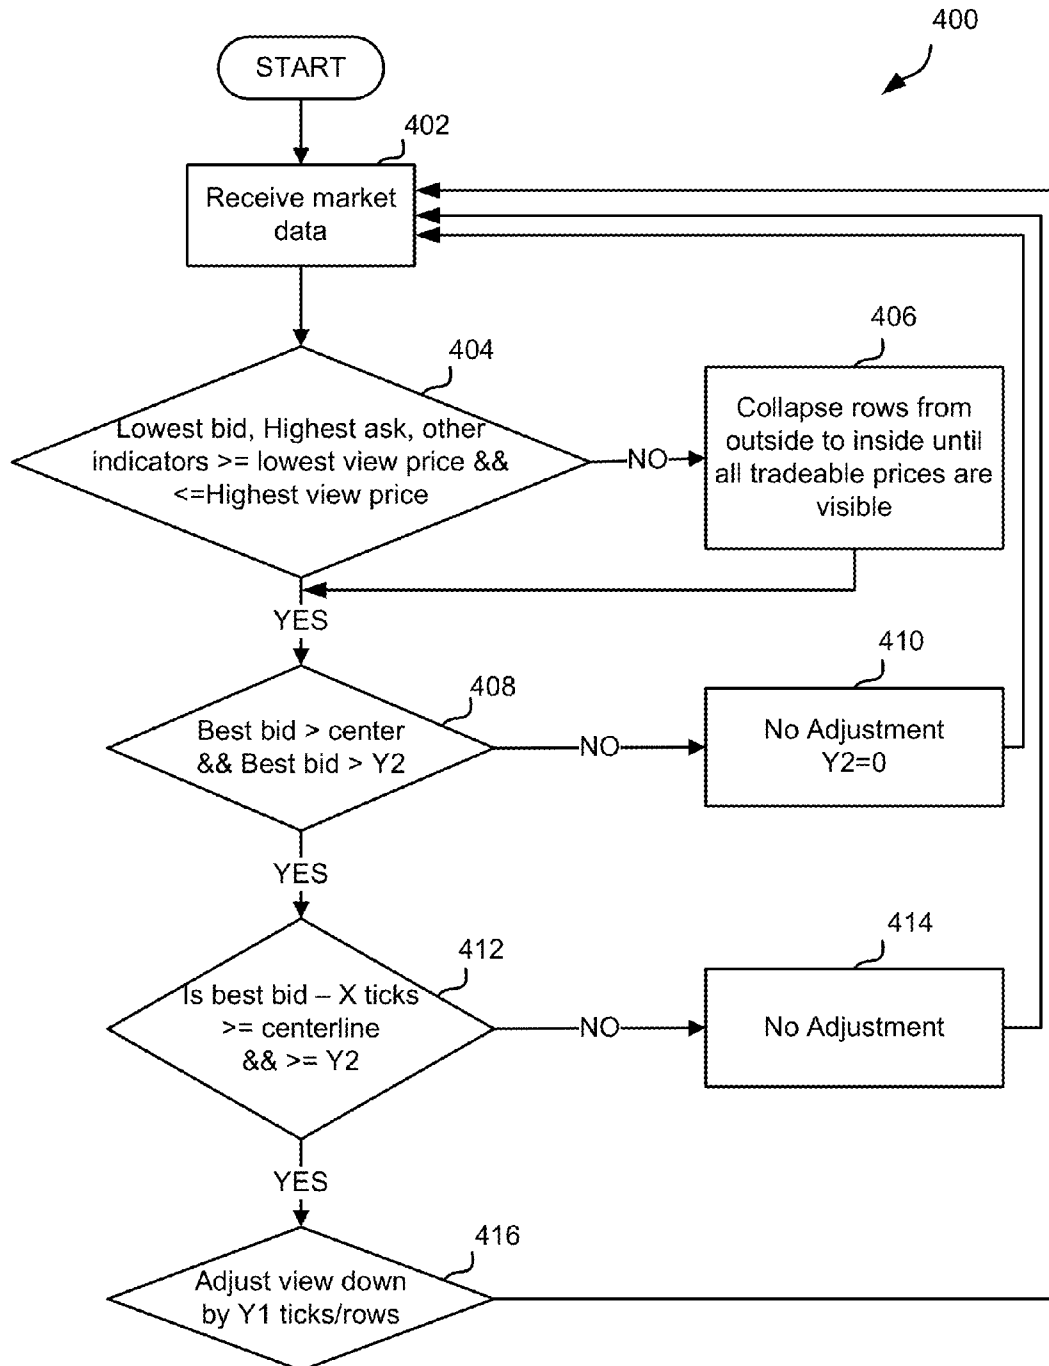 400
START
402
Receive market
data
404
Lowest bid, Highest ask, other
indicators >= lowest view price &&
<=Highest view price
NO
406
Collapse rows from
outside to inside until
all tradeable prices are
visible
YES
408
Best bid > center
&& Best bid > Y2
NO
410
No Adjustment
Y2=0
YES
412
Is best bid – X ticks
>= centerline
&& >= Y2
NO
414
No Adjustment
YES
416
Adjust view down
by Y1 ticks/rows